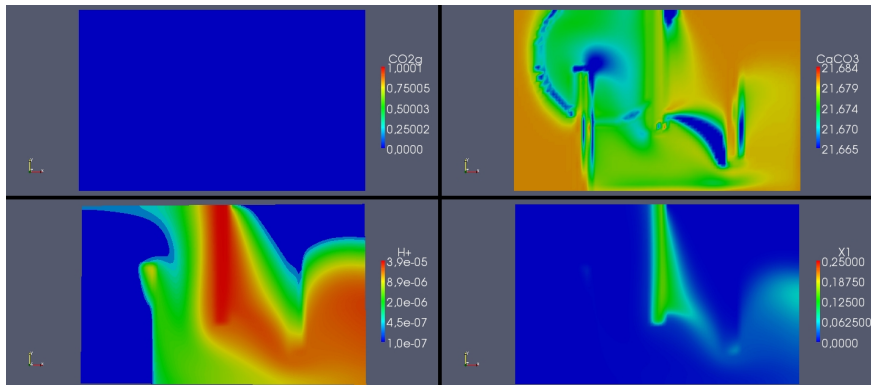 CO2g
1,0001
0,75005
0,50003
0,25002
0,0000
CaCO3
21,684
21,679
21,674
21,670
21,665
H+
3,9e-05
8,9e-06
2,0e-06
4,5e-07
1,0e-07
X1
0,25000
0,18750
0,12500
0,062500
0,0000